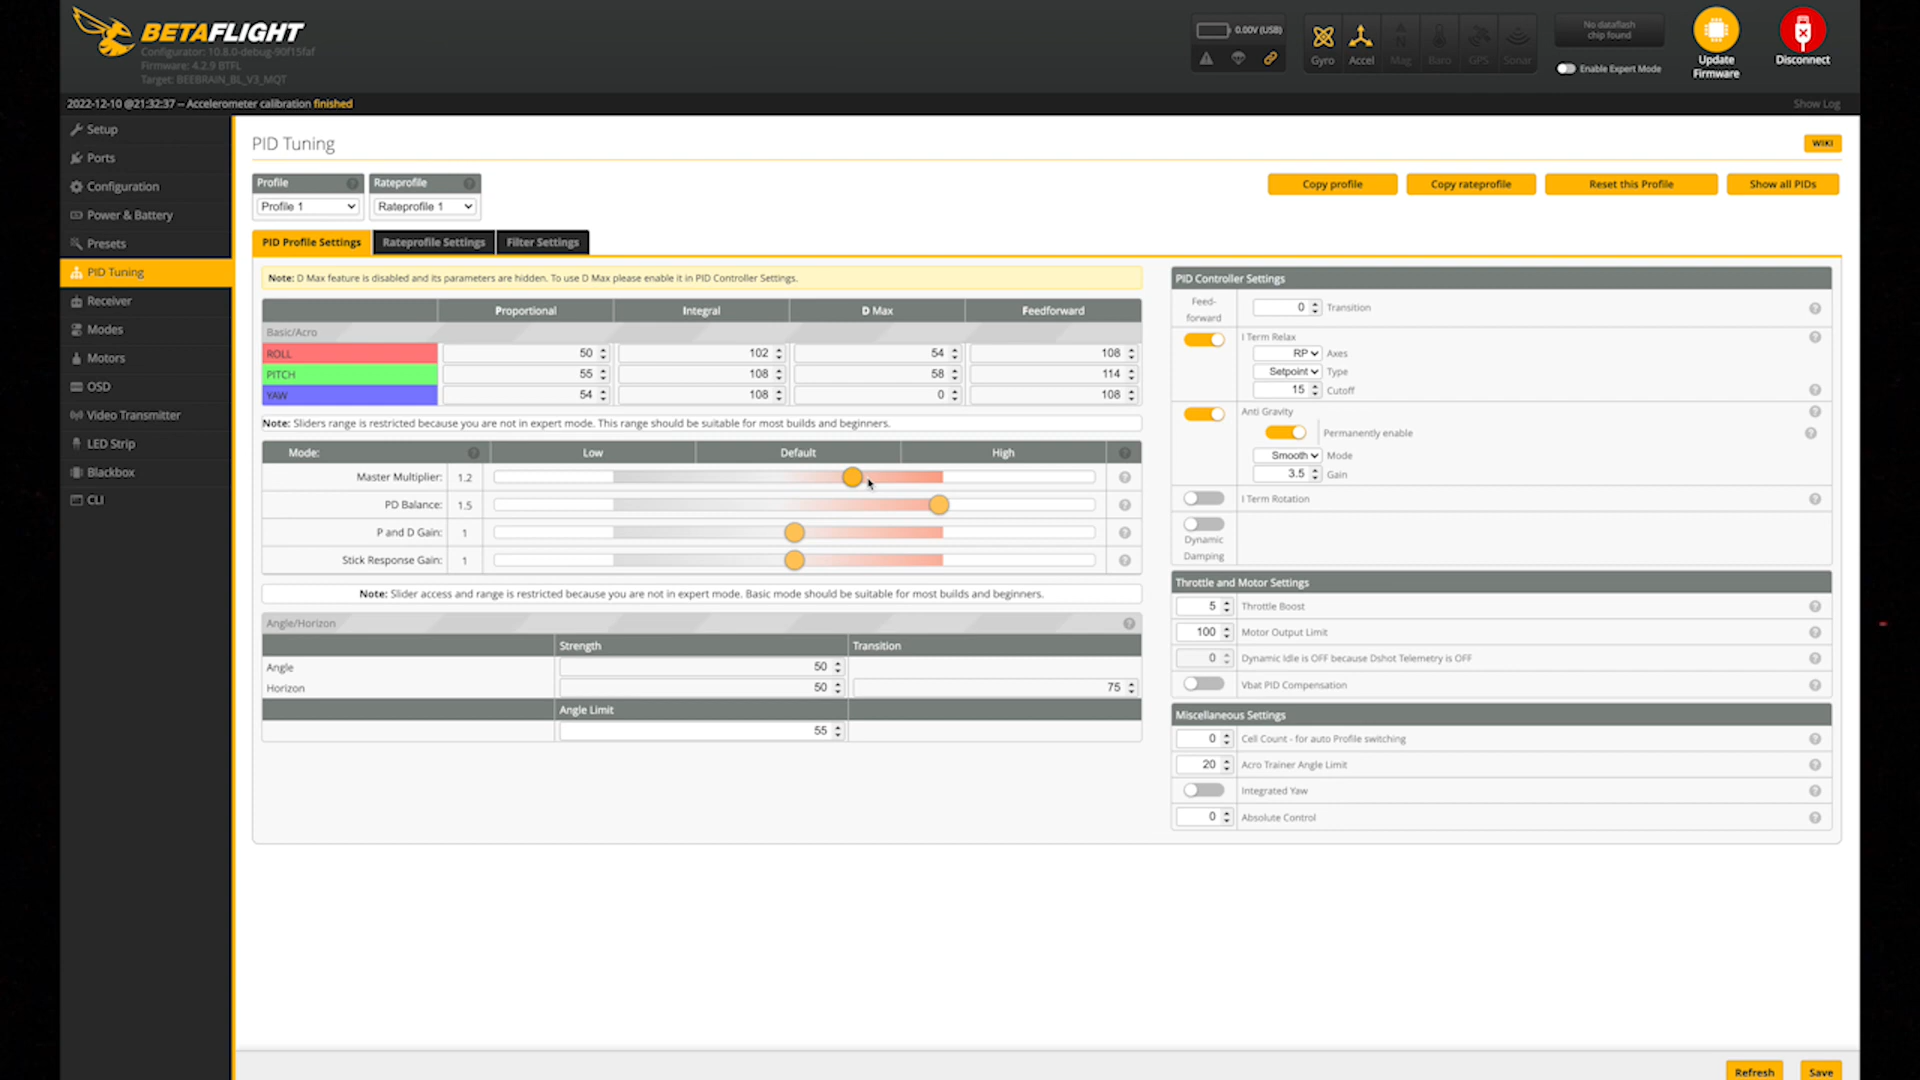 BETAFLIGHT
Configurator: 10.8.0-debug-90f15faf
Firmware: 4.2.9 BTFL
Target: BEEBRAIN_BL_V3_MQT
0.00V (USB)
Gyro
Accel
Mag
Baro
GPS
Sonar
No dataflash
chip found
Enable Expert Mode
Update
Firmware
Disconnect
2022-12-10 @21:32:37 -- Accelerometer calibration finished
Show Log
Setup
Ports
Configuration
Power & Battery
Presets
PID Tuning
Receiver
Modes
Motors
OSD
Video Transmitter
LED Strip
Blackbox
CLI
PID Tuning
WIKI
Profile
Rateprofile
Profile 1
Rateprofile 1
Copy profile
Copy rateprofile
Reset this Profile
Show all PIDs
PID Profile Settings
Rateprofile Settings
Filter Settings
Note: D Max feature is disabled and its parameters are hidden. To use D Max please enable it in PID Controller Settings.
Proportional Integral D Max Feedforward
Basic/Acro
ROLL 50 102 54 108
PITCH 55 108 58 114
YAW 54 108 0 108
Note: Sliders range is restricted because you are not in expert mode. This range should be suitable for most builds and beginners.
Mode: Low Default High
Master Multiplier: 1.2
PD Balance: 1.5
P and D Gain: 1
Stick Response Gain: 1
Note: Slider access and range is restricted because you are not in expert mode. Basic mode should be suitable for most builds and beginners.
Angle/Horizon
Strength Transition
Angle 50
Horizon 50 75
Angle Limit
55
PID Controller Settings
Feed-
forward
0 Transition
I Term Relax
RP Axes
Setpoint Type
15 Cutoff
Anti Gravity
Permanently enable
Smooth Mode
3.5 Gain
I Term Rotation
Dynamic
Damping
Throttle and Motor Settings
5 Throttle Boost
100 Motor Output Limit
0 Dynamic Idle is OFF because Dshot Telemetry is OFF
Vbat PID Compensation
Miscellaneous Settings
0 Cell Count - for auto Profile switching
20 Acro Trainer Angle Limit
Integrated Yaw
0 Absolute Control
Refresh
Save